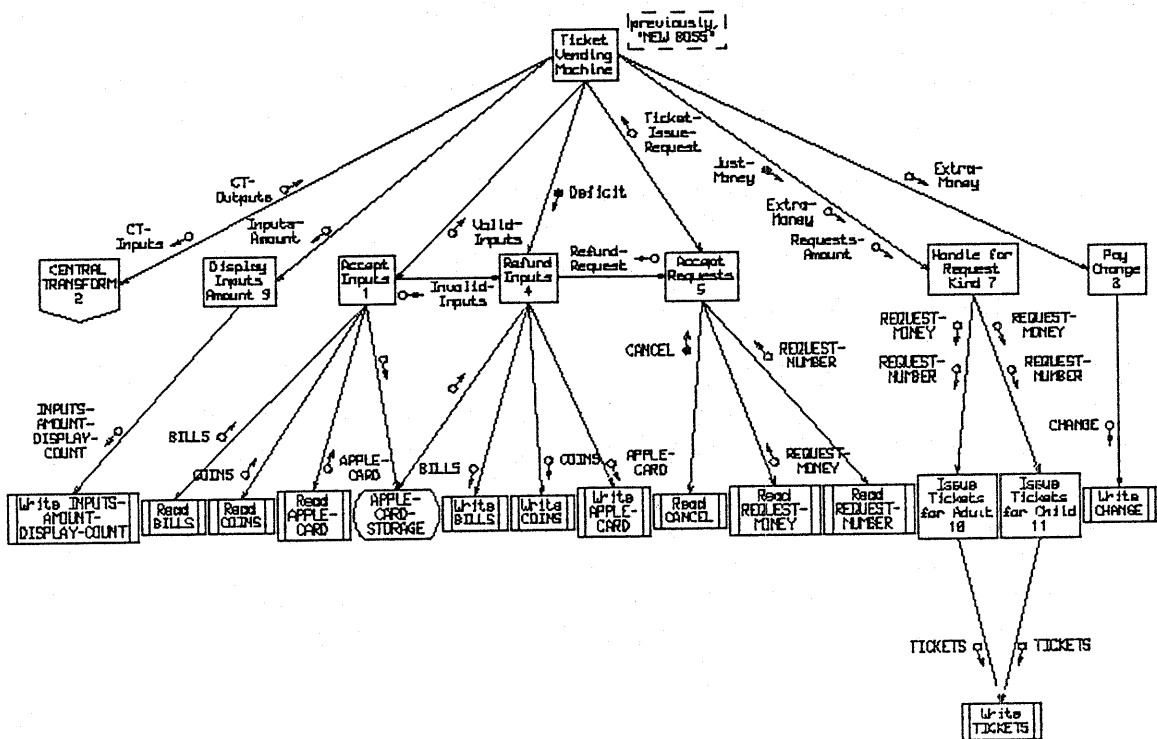 previously,
"NEW BOSS"
Ticket
Vending
Machine
Ticket-
Issue-
Request
CT-
Outputs
CT-
Inputs
Inputs-
Amount
Valid-
Inputs
Deficit
Just-
Money
Extra-
Money
Extra-
Money
Requests-
Amount
Refund-
Request
Invalid-
Inputs
CENTRAL
TRANSFORM
2
Display
Inputs
Amount 9
Accept
Inputs
1
Refund
Inputs
4
Accept
Requests
5
Handle for
Request
Kind 7
Pay
Change
8
CANCEL
REQUEST-
NUMBER
REQUEST-
MONEY
REQUEST-
MONEY
REQUEST-
NUMBER
REQUEST-
NUMBER
INPUTS-
AMOUNT-
DISPLAY-
COUNT
BILLS
COINS
APPLE-
CARD
BILLS
COINS
APPLE-
CARD
REQUEST-
MONEY
CHANGE
Write INPUTS-
AMOUNT-
DISPLAY-COUNT
Read
BILLS
Read
COINS
Read
APPLE-
CARD
APPLE-
CARD-
STORAGE
Write
BILLS
Write
COINS
Write
APPLE-
CARD
Read
CANCEL
Read
REQUEST-
MONEY
Read
REQUEST-
NUMBER
Issue
Tickets
for Adult
10
Issue
Tickets
for Child
11
Write
CHANGE
TICKETS
TICKETS
Write
TICKETS